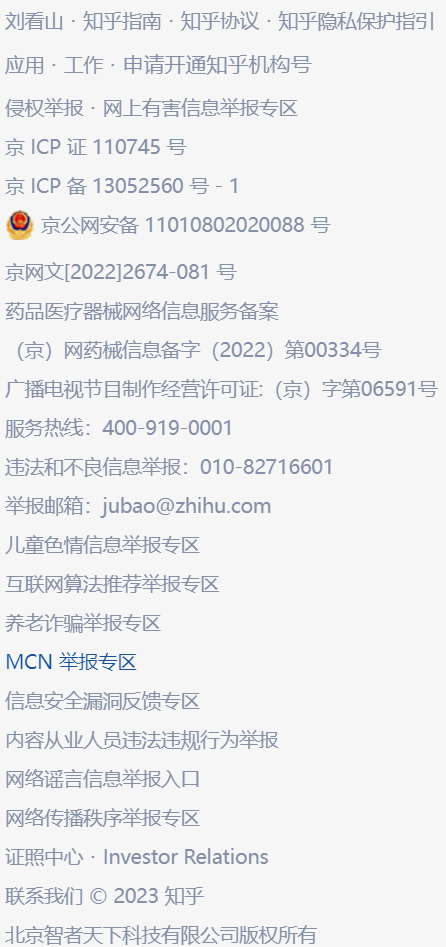 刘看山 · 知乎指南 · 知乎协议 · 知乎隐私保护指引
应用 · 工作 · 申请开通知乎机构号
侵权举报 · 网上有害信息举报专区
京 ICP 证 110745 号
京 ICP 备 13052560 号 - 1
京公网安备 11010802020088 号
京网文[2022]2674-081 号
药品医疗器械网络信息服务备案
（京）网药械信息备字（2022）第00334号
广播电视节目制作经营许可证:（京）字第06591号
服务热线：400-919-0001
违法和不良信息举报：010-82716601
举报邮箱：jubao@zhihu.com
儿童色情信息举报专区
互联网算法推荐举报专区
养老诈骗举报专区
MCN 举报专区
信息安全漏洞反馈专区
内容从业人员违法违规行为举报
网络谣言信息举报入口
网络传播秩序举报专区
证照中心 · Investor Relations
联系我们 © 2023 知乎
北京智者天下科技有限公司版权所有